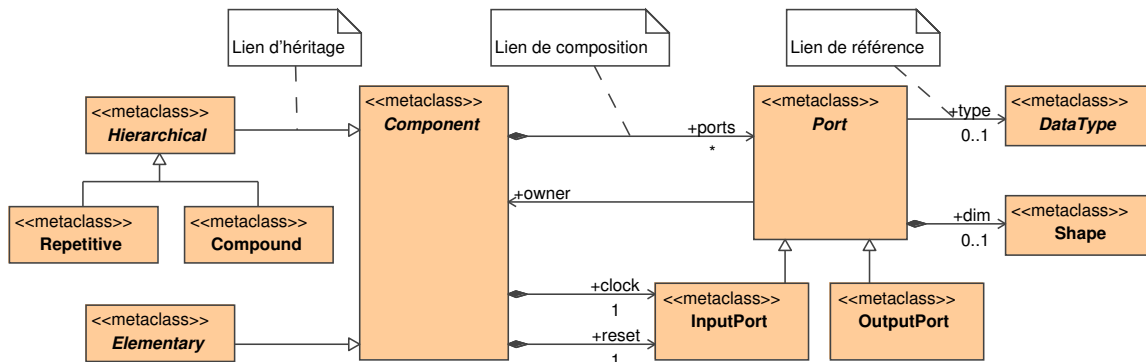 Lien d'héritage
Lien de composition
Lien de référence
<<metaclass>>
Hierarchical
<<metaclass>>
Component
+ports
*
<<metaclass>>
Port
+type
0..1
<<metaclass>>
DataType
+owner
<<metaclass>>
Repetitive
<<metaclass>>
Compound
+dim
0..1
<<metaclass>>
Shape
+clock
1
<<metaclass>>
InputPort
<<metaclass>>
OutputPort
<<metaclass>>
Elementary
+reset
1